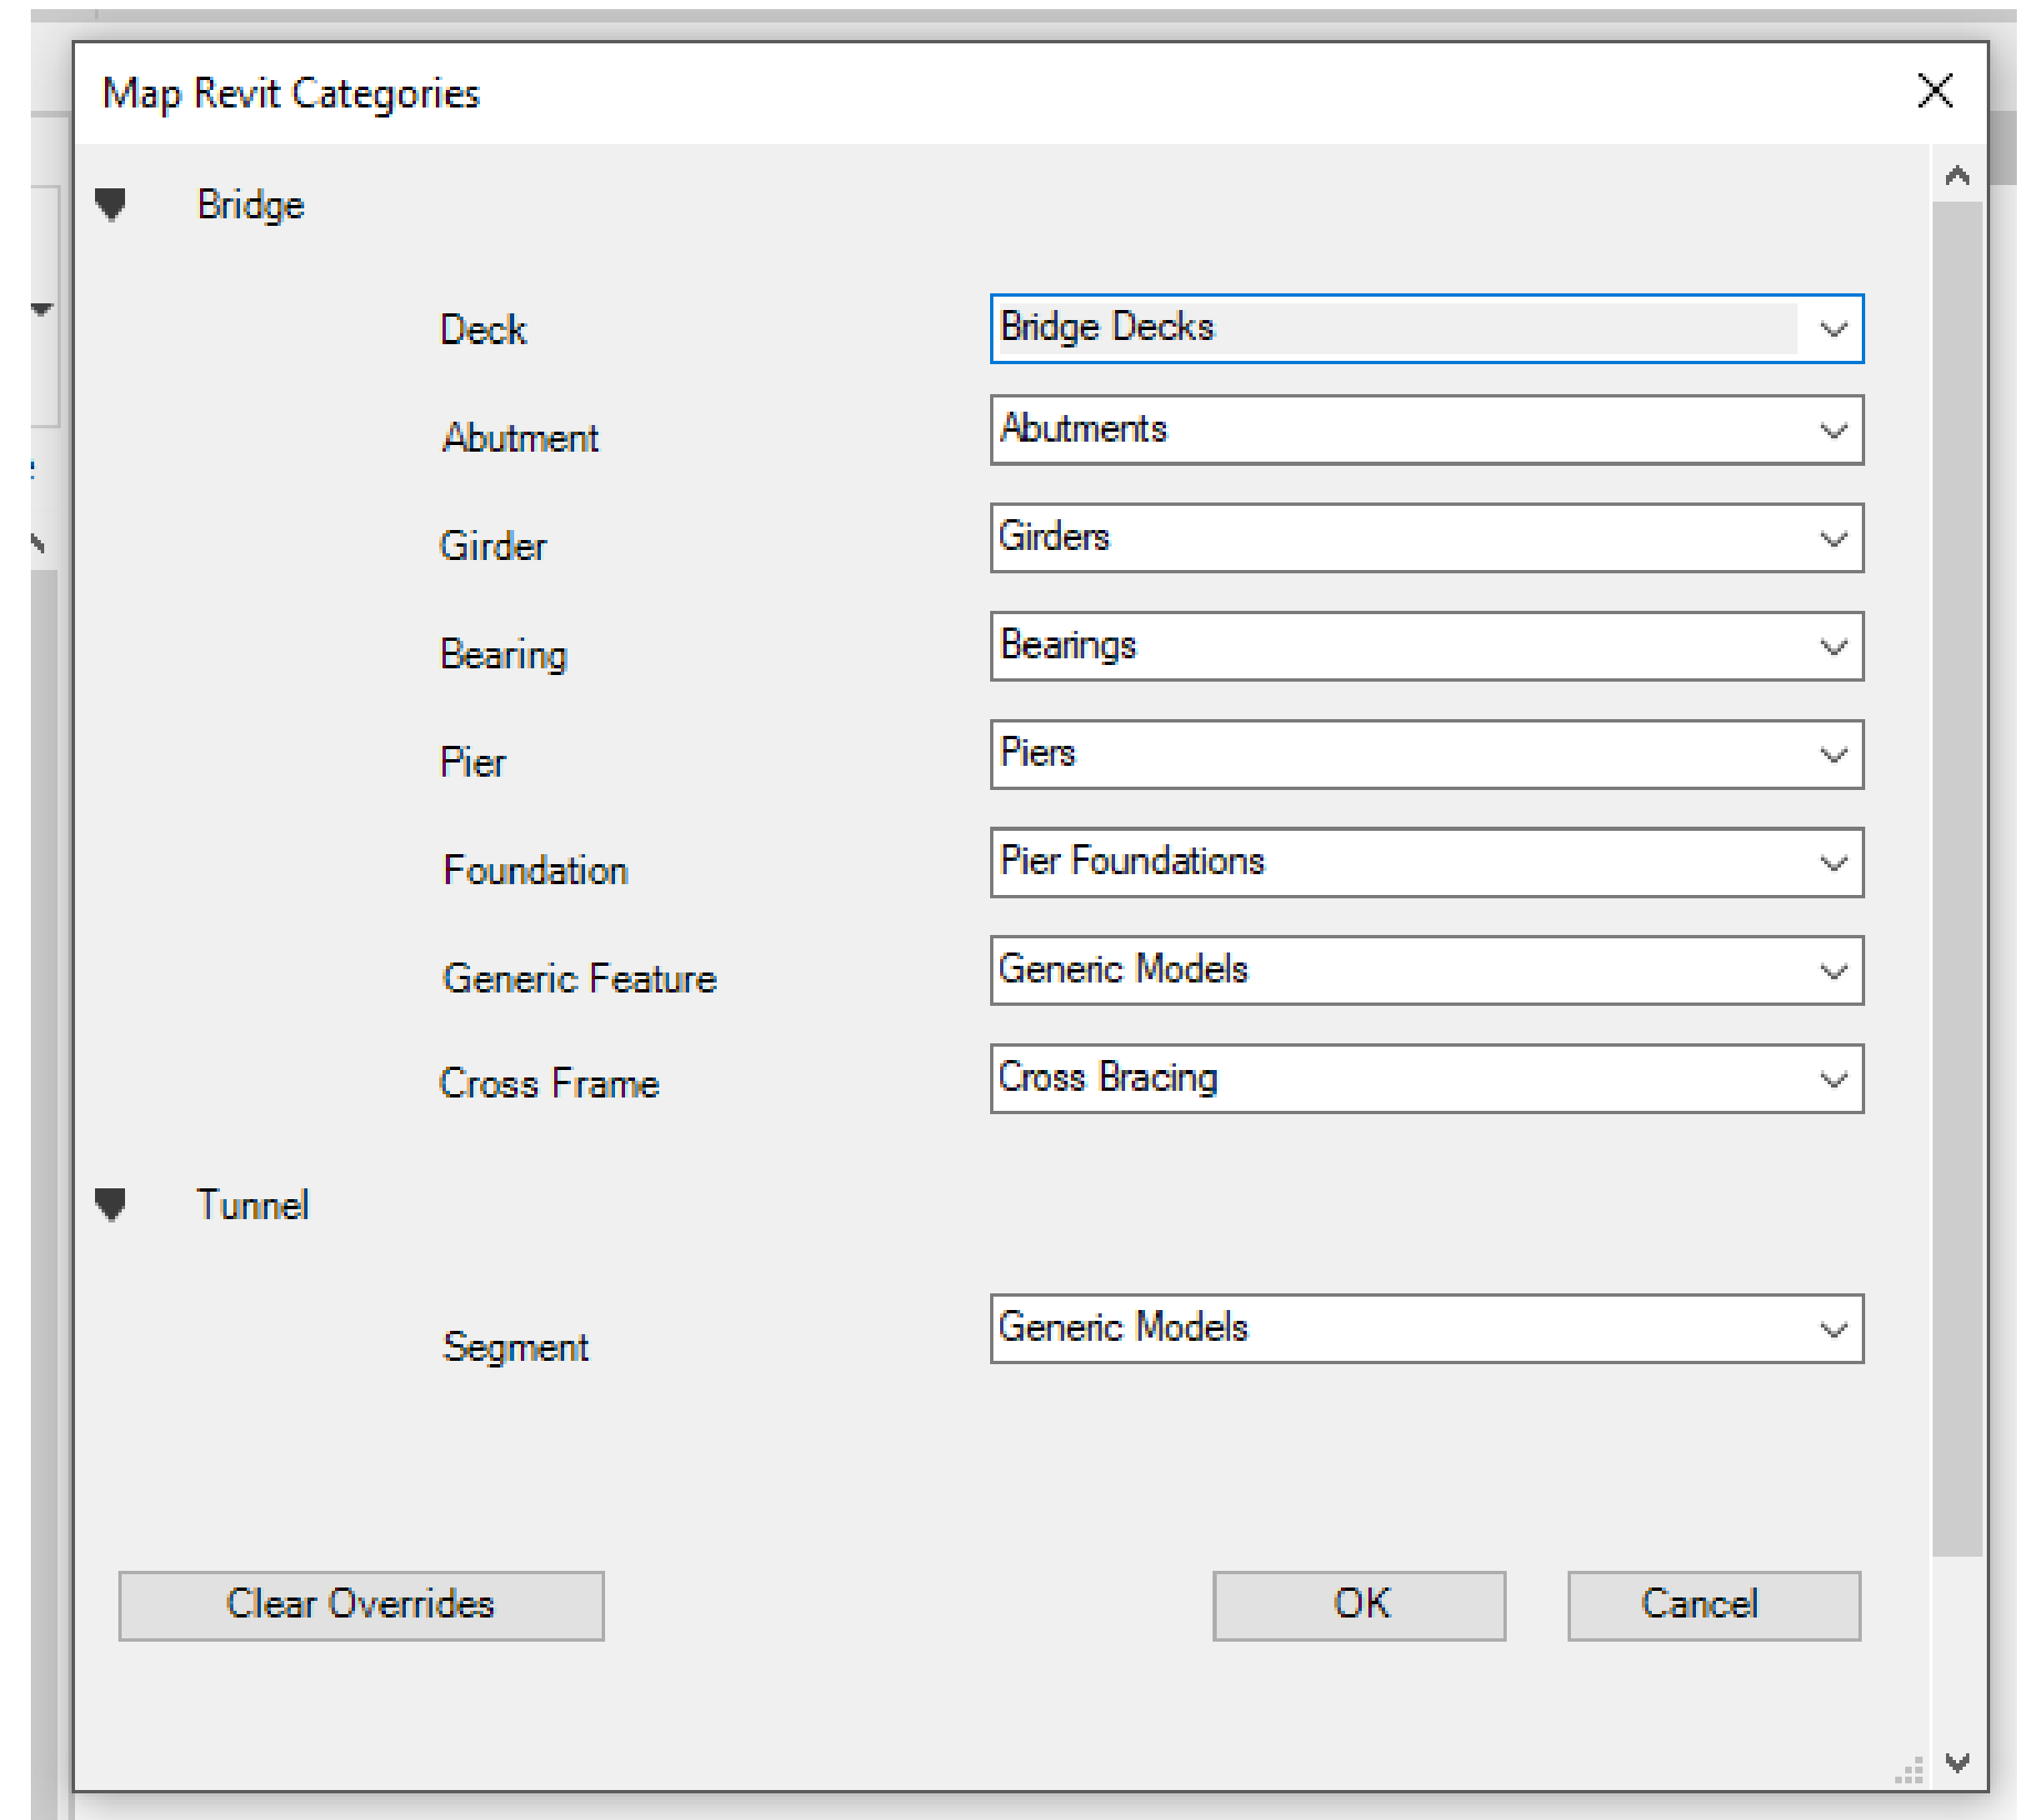 Map Revit Categories
Bridge
Deck Bridge Decks
Abutment Abutments
Girder Girders
Bearing Bearings
Pier Piers
Foundation Pier Foundations
Generic Feature Generic Models
Cross Frame Cross Bracing
Tunnel
Segment Generic Models
Clear Overrides OK Cancel